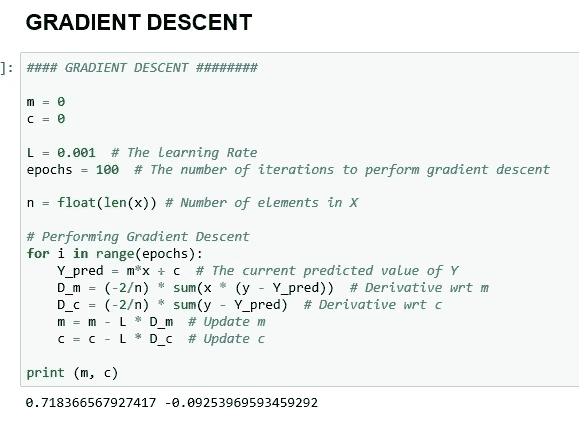 GRADIENT DESCENT
]: #### GRADIENT DESCENT ########
m = 0
c = 0
L = 0.001 # The learning Rate
epochs = 100 # The number of iterations to perform gradient descent
n = float(len(x)) # Number of elements in X
# Performing Gradient Descent
for i in range(epochs):
Y_pred = m*x + c # The current predicted value of Y
D_m = (-2/n) * sum(x * (y - Y_pred)) # Derivative wrt m
D_c = (-2/n) * sum(y - Y_pred) # Derivative wrt c
m = m - L * D_m # Update m
c = c - L * D_c # Update c
print (m, c)
0.718366567927417 -0.09253969593459292